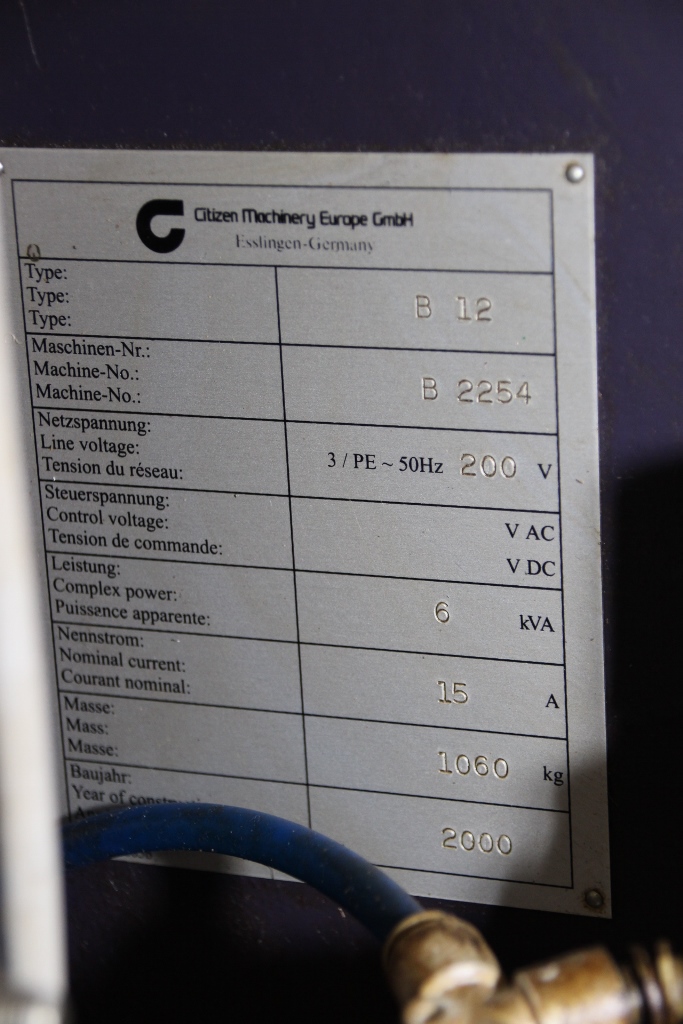 Citizen Machinery Europe GmbH
Esslingen-Germany
Type:
Type:
Type:
B 12
Maschinen-Nr.:
Machine-No.:
Machine-No.:
B 2254
Netzspannung:
Line voltage:
Tension du réseau:
3 / PE ~ 50Hz 200 V
Steuerspannung:
Control voltage:
Tension de commande:
V AC
V DC
Leistung:
Complex power:
Puissance apparente:
6 kVA
Nennstrom:
Nominal current:
Courant nominal:
15 A
Masse:
Mass:
Masse:
1060 kg
Baujahr:
Year of
2000